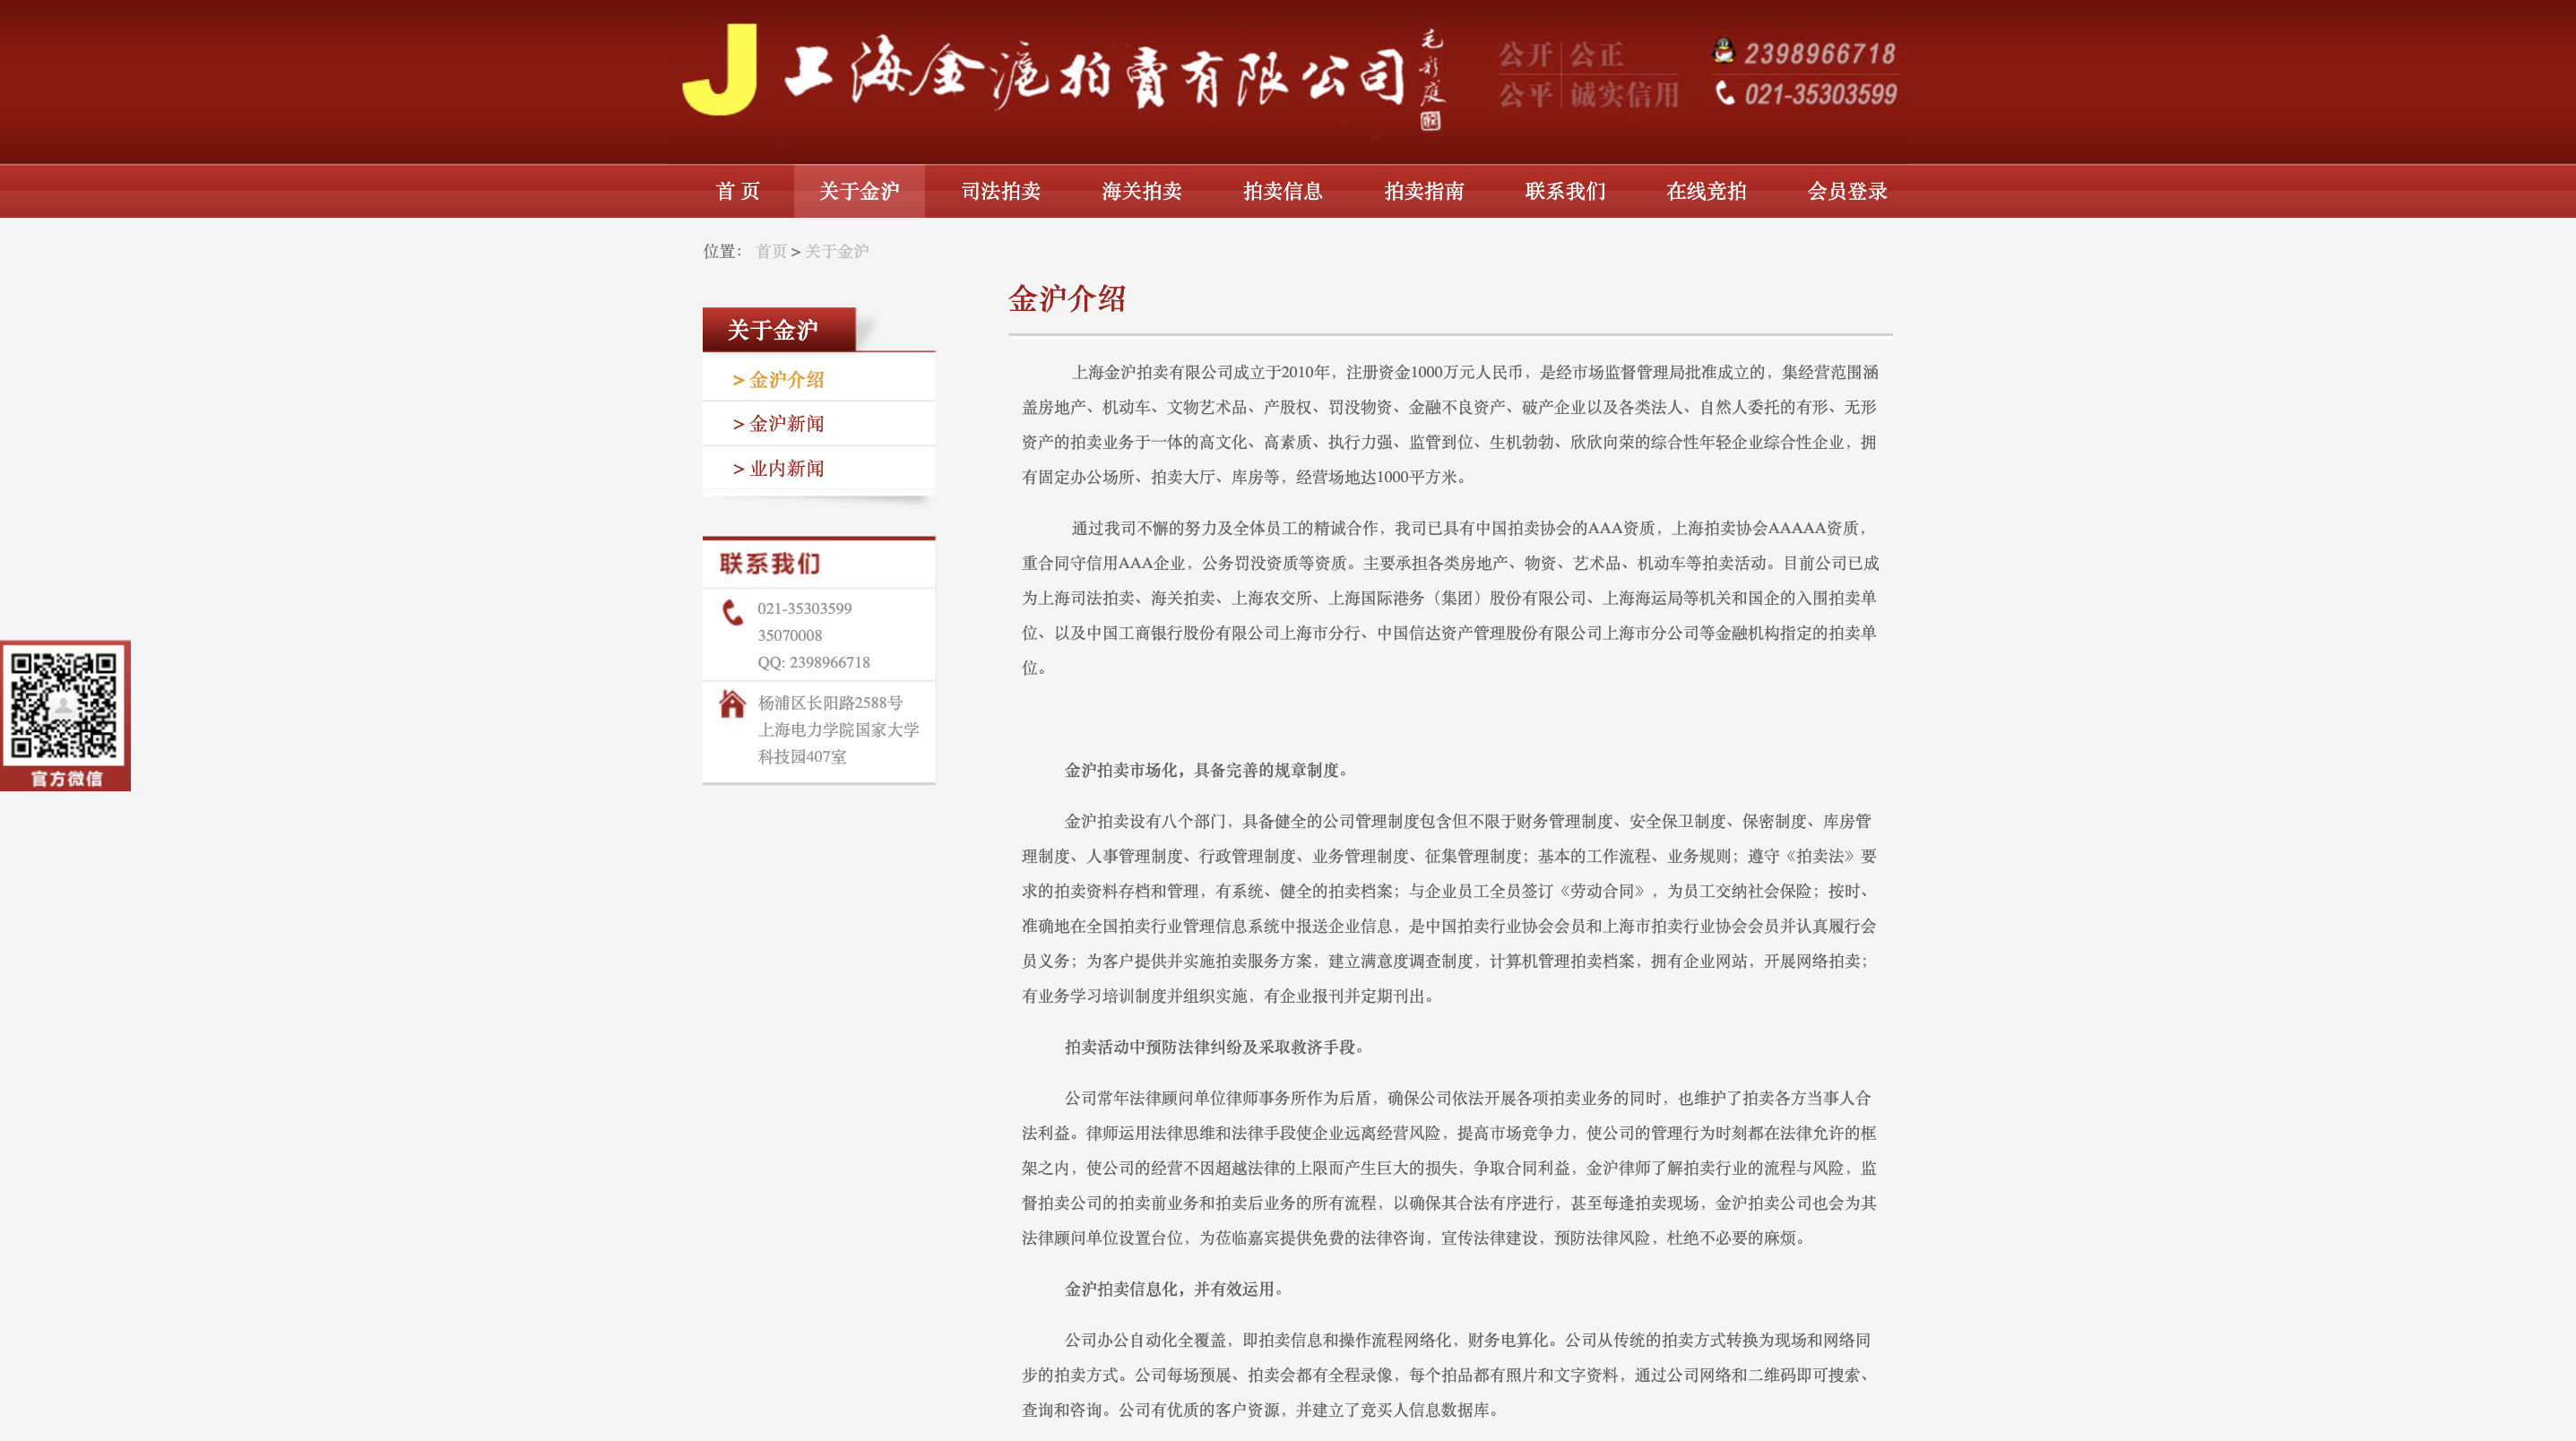 J 上海金滬拍賣有限公司
公开 公正
公平 诚实信用
2398966718
021-35303599
首 页 关于金沪 司法拍卖 海关拍卖 拍卖信息 拍卖指南 联系我们 在线竞拍 会员登录
位置： 首页 > 关于金沪
关于金沪
> 金沪介绍
> 金沪新闻
> 业内新闻
联系我们
021-35303599
35070008
QQ: 2398966718
杨浦区长阳路2588号
上海电力学院国家大学
科技园407室
官方微信
金沪介绍
上海金沪拍卖有限公司成立于2010年，注册资金1000万元人民币，是经市场监督管理局批准成立的，集经营范围涵
盖房地产、机动车、文物艺术品、产股权、罚没物资、金融不良资产、破产企业以及各类法人、自然人委托的有形、无形
资产的拍卖业务于一体的高文化、高素质、执行力强、监管到位、生机勃勃、欣欣向荣的综合性年轻企业综合性企业，拥
有固定办公场所、拍卖大厅、库房等，经营场地达1000平方米。
通过我司不懈的努力及全体员工的精诚合作，我司已具有中国拍卖协会的AAA资质，上海拍卖协会AAAAA资质，
重合同守信用AAA企业，公务罚没资质等资质。主要承担各类房地产、物资、艺术品、机动车等拍卖活动。目前公司已成
为上海司法拍卖、海关拍卖、上海农交所、上海国际港务（集团）股份有限公司、上海海运局等机关和国企的入围拍卖单
位、以及中国工商银行股份有限公司上海市分行、中国信达资产管理股份有限公司上海市分公司等金融机构指定的拍卖单
位。
金沪拍卖市场化，具备完善的规章制度。
金沪拍卖设有八个部门，具备健全的公司管理制度包含但不限于财务管理制度、安全保卫制度、保密制度、库房管
理制度、人事管理制度、行政管理制度、业务管理制度、征集管理制度；基本的工作流程、业务规则；遵守《拍卖法》要
求的拍卖资料存档和管理，有系统、健全的拍卖档案；与企业员工全员签订《劳动合同》，为员工交纳社会保险；按时、
准确地在全国拍卖行业管理信息系统中报送企业信息，是中国拍卖行业协会会员和上海市拍卖行业协会会员并认真履行会
员义务；为客户提供并实施拍卖服务方案，建立满意度调查制度，计算机管理拍卖档案，拥有企业网站，开展网络拍卖；
有业务学习培训制度并组织实施，有企业报刊并定期刊出。
拍卖活动中预防法律纠纷及采取救济手段。
公司常年法律顾问单位律师事务所作为后盾，确保公司依法开展各项拍卖业务的同时，也维护了拍卖各方当事人合
法利益。律师运用法律思维和法律手段使企业远离经营风险，提高市场竞争力，使公司的管理行为时刻都在法律允许的框
架之内，使公司的经营不因超越法律的上限而产生巨大的损失，争取合同利益，金沪律师了解拍卖行业的流程与风险，监
督拍卖公司的拍卖前业务和拍卖后业务的所有流程，以确保其合法有序进行，甚至每逢拍卖现场，金沪拍卖公司也会为其
法律顾问单位设置台位，为莅临嘉宾提供免费的法律咨询，宣传法律建设，预防法律风险，杜绝不必要的麻烦。
金沪拍卖信息化，并有效运用。
公司办公自动化全覆盖，即拍卖信息和操作流程网络化，财务电算化。公司从传统的拍卖方式转换为现场和网络同
步的拍卖方式。公司每场预展、拍卖会都有全程录像，每个拍品都有照片和文字资料，通过公司网络和二维码即可搜索、
查询和咨询。公司有优质的客户资源，并建立了竞买人信息数据库。